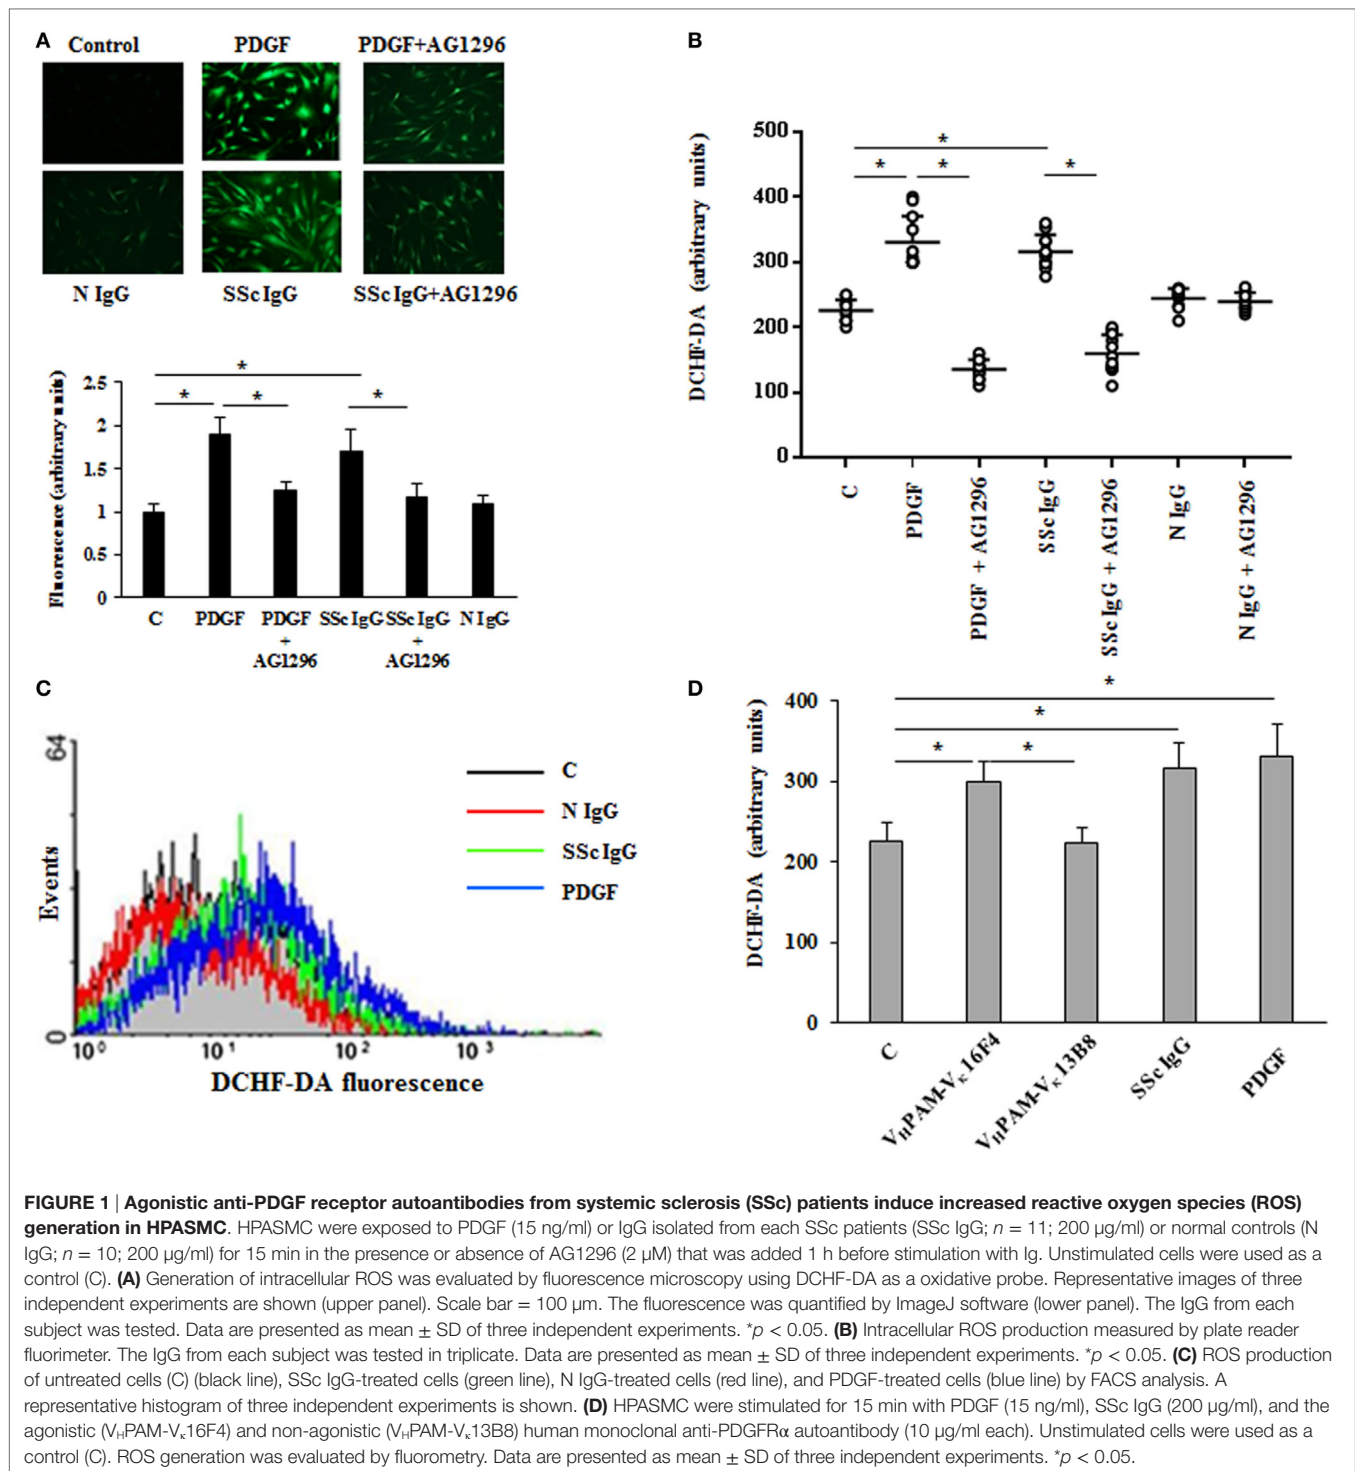 A
Control PDGF PDGF+AG1296
N IgG SSc IgG SSc IgG+AG1296
Fluorescence (arbitrary units)
2.5
2
1.5
1
0.5
0
*
* * *
C PDGF PDGF SSc IgG SSc IgG N IgG
+ +
AG1296 AG1296
B
DCHF-DA (arbitrary units)
500
400
300
200
100
0
*
* * *
C
PDGF
PDGF + AG1296
SSc IgG
SSc IgG + AG1296
N IgG
N IgG + AG1296
C
Events
64
0
10⁰ 10¹ 10² 10³
DCHF-DA fluorescence
C
N IgG
SSc IgG
PDGF
D
DCHF-DA (arbitrary units)
400
300
200
100
0
*
*
* *
C
VHPAM-Vκ16F4
VHPAM-Vκ13B8
SSc IgG
PDGF
FIGURE 1 | Agonistic anti-PDGF receptor autoantibodies from systemic sclerosis (SSc) patients induce increased reactive oxygen species (ROS)
generation in HPASMC. HPASMC were exposed to PDGF (15 ng/ml) or IgG isolated from each SSc patients (SSc IgG; n = 11; 200 µg/ml) or normal controls (N
IgG; n = 10; 200 µg/ml) for 15 min in the presence or absence of AG1296 (2 µM) that was added 1 h before stimulation with Ig. Unstimulated cells were used as a
control (C). (A) Generation of intracellular ROS was evaluated by fluorescence microscopy using DCHF-DA as a oxidative probe. Representative images of three
independent experiments are shown (upper panel). Scale bar = 100 µm. The fluorescence was quantified by ImageJ software (lower panel). The IgG from each
subject was tested. Data are presented as mean ± SD of three independent experiments. *p < 0.05. (B) Intracellular ROS production measured by plate reader
fluorimeter. The IgG from each subject was tested in triplicate. Data are presented as mean ± SD of three independent experiments. *p < 0.05. (C) ROS production
of untreated cells (C) (black line), SSc IgG-treated cells (green line), N IgG-treated cells (red line), and PDGF-treated cells (blue line) by FACS analysis. A
representative histogram of three independent experiments is shown. (D) HPASMC were stimulated for 15 min with PDGF (15 ng/ml), SSc IgG (200 µg/ml), and the
agonistic (VHPAM-Vκ16F4) and non-agonistic (VHPAM-Vκ13B8) human monoclonal anti-PDGFRα autoantibody (10 µg/ml each). Unstimulated cells were used as a
control (C). ROS generation was evaluated by fluorometry. Data are presented as mean ± SD of three independent experiments. *p < 0.05.